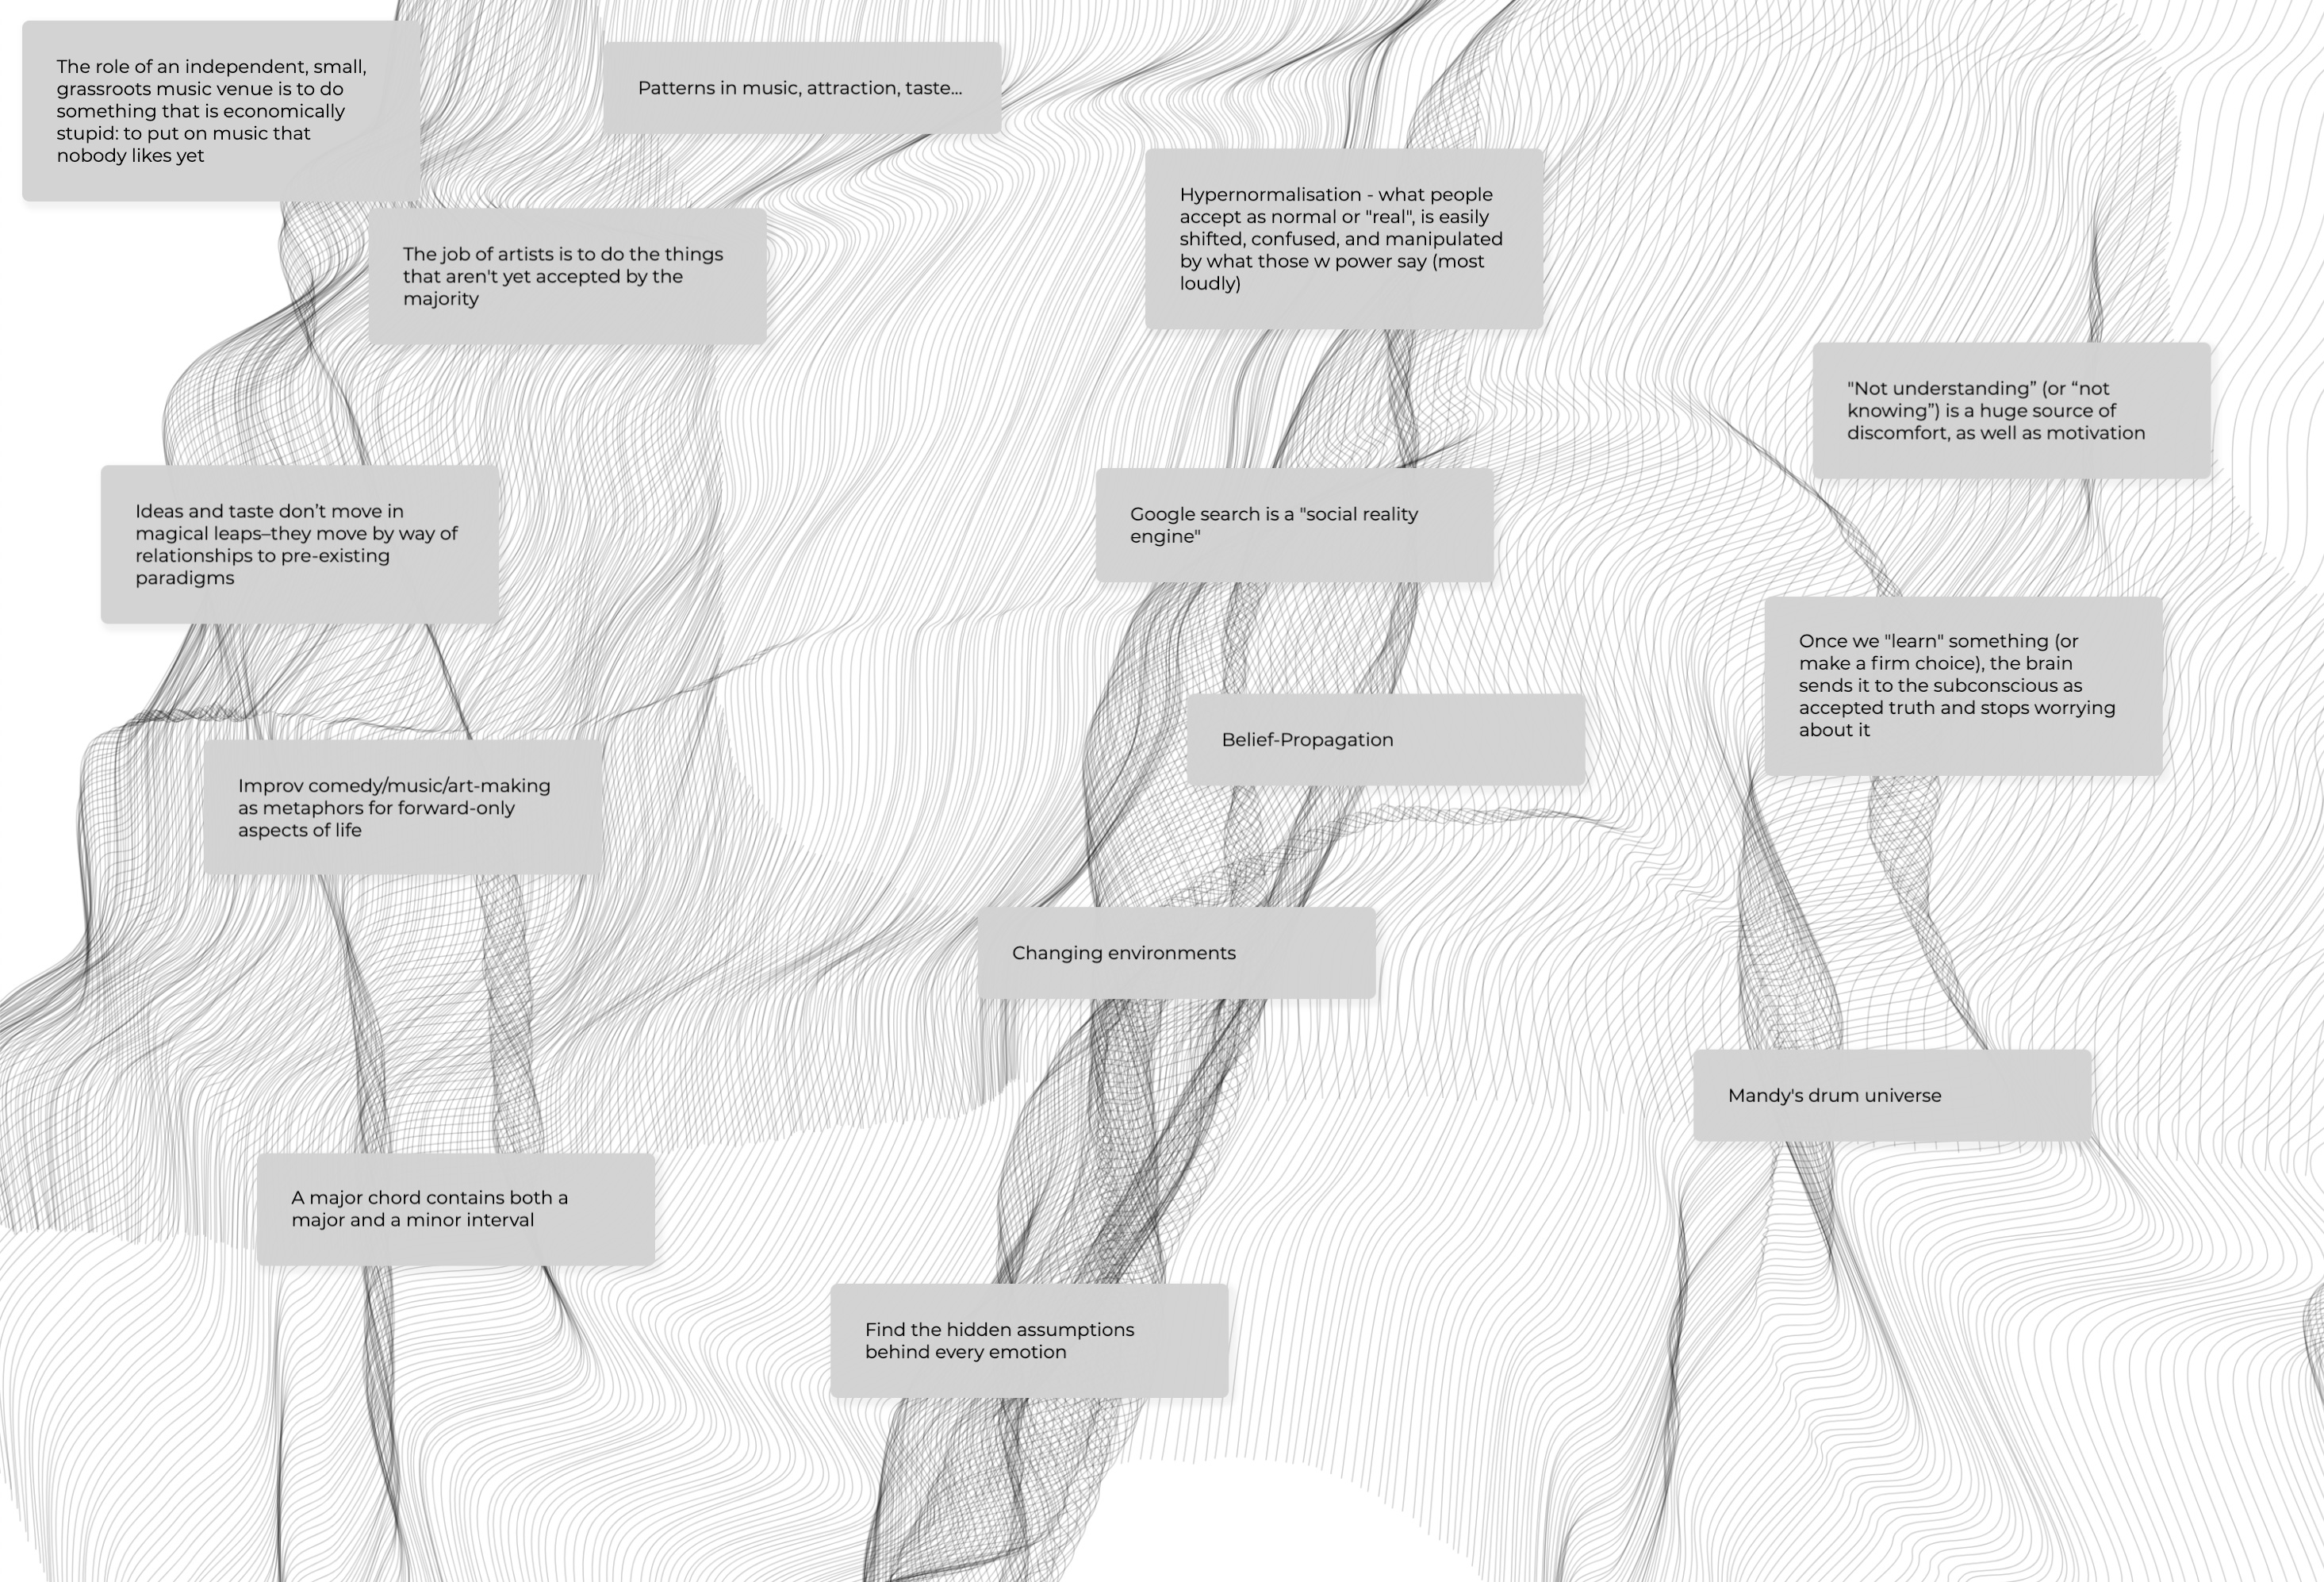 The role of an independent, small,
grassroots music venue is to do
something that is economically
stupid: to put on music that
nobody likes yet
Patterns in music, attraction, taste...
The job of artists is to do the things
that aren't yet accepted by the
majority
Hypernormalisation - what people
accept as normal or "real", is easily
shifted, confused, and manipulated
by what those w power say (most
loudly)
"Not understanding” (or “not
knowing”) is a huge source of
discomfort, as well as motivation
Ideas and taste don’t move in
magical leaps–they move by way of
relationships to pre-existing
paradigms
Google search is a "social reality
engine"
Once we "learn" something (or
make a firm choice), the brain
sends it to the subconscious as
accepted truth and stops worrying
about it
Belief-Propagation
Improv comedy/music/art-making
as metaphors for forward-only
aspects of life
Changing environments
Mandy's drum universe
A major chord contains both a
major and a minor interval
Find the hidden assumptions
behind every emotion